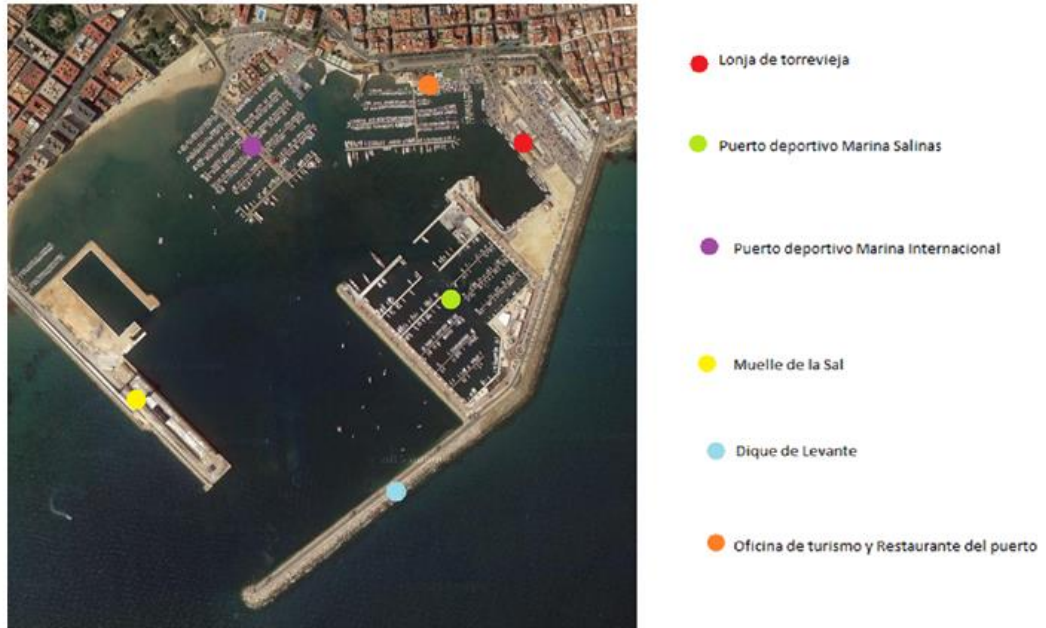 Lonja de torrevieja
Puerto deportivo Marina Salinas
Puerto deportivo Marina Internacional
Muelle de la Sal
Dique de Levante
Oficina de turismo y Restaurante del puerto